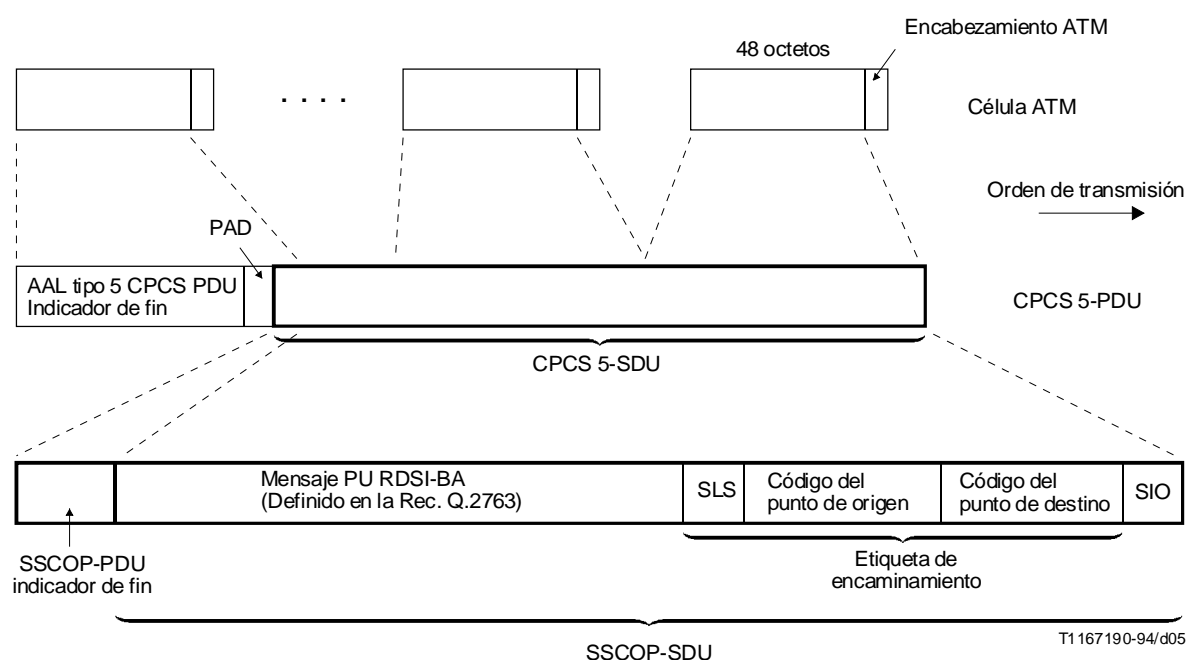 Encabezamiento ATM
48 octetos
. . . .
Célula ATM
Orden de transmisión
PAD
AAL tipo 5 CPCS PDU
Indicador de fin
CPCS 5-PDU
CPCS 5-SDU
Mensaje PU RDSI-BA
(Definido en la Rec. Q.2763)
SLS
Código del
punto de origen
Código del
punto de destino
SIO
SSCOP-PDU
indicador de fin
Etiqueta de
encaminamiento
SSCOP-SDU
T1167190-94/d05